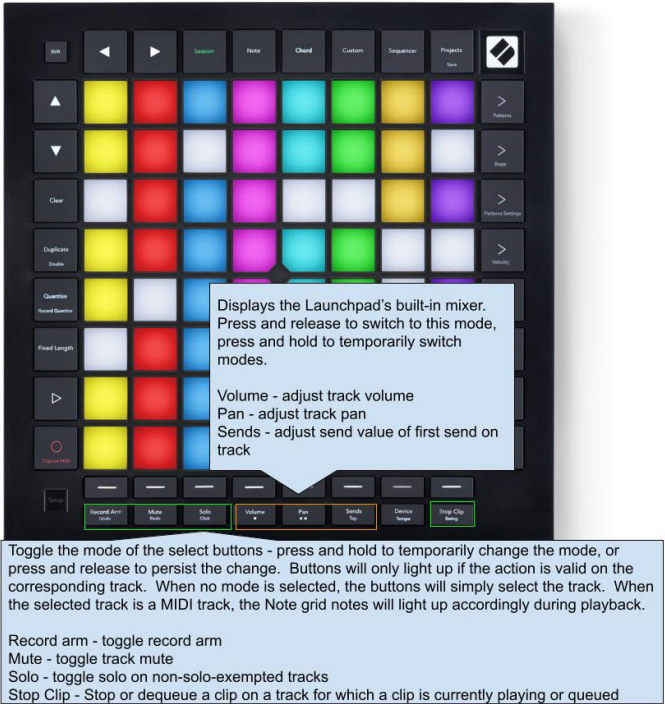 Shift
Session
Note
Chord
Custom
Sequencer
Projects
Save
Patterns
Steps
Clear
Patterns Settings
Duplicate
Double
Velocity
Quantise
Record Quantise
Fixed Length
Capture MIDI
Displays the Launchpad's built-in mixer.
Press and release to switch to this mode,
press and hold to temporarily switch
modes.
Volume - adjust track volume
Pan - adjust track pan
Sends - adjust send value of first send on
track
Setup
Record Arm
Undo
Mute
Redo
Solo
Click
Volume
Pan
Sends
Tap
Device
Tempo
Stop Clip
Swing
Toggle the mode of the select buttons - press and hold to temporarily change the mode, or
press and release to persist the change.  Buttons will only light up if the action is valid on the
corresponding track.  When no mode is selected, the buttons will simply select the track.  When
the selected track is a MIDI track, the Note grid notes will light up accordingly during playback.
Record arm - toggle record arm
Mute - toggle track mute
Solo - toggle solo on non-solo-exempted tracks
Stop Clip - Stop or dequeue a clip on a track for which a clip is currently playing or queued